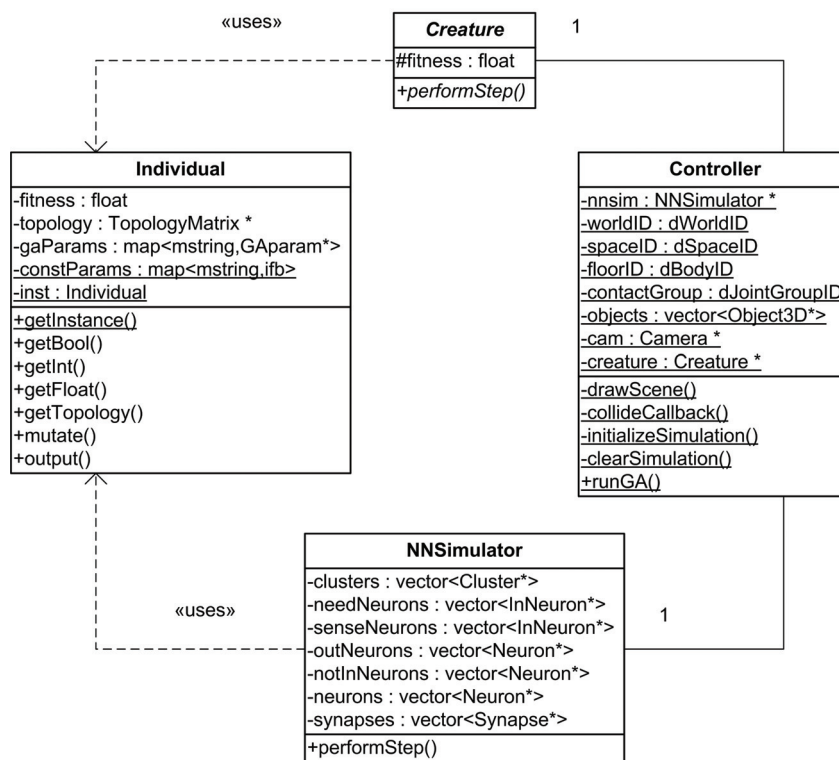 «uses»
Creature
1
#fitness : float
+performStep()
Individual
-fitness : float
-topology : TopologyMatrix *
-gaParams : map<mstring,GAparam*>
-constParams : map<mstring,ifb>
-inst : Individual
+getInstance()
+getBool()
+getInt()
+getFloat()
+getTopology()
+mutate()
+output()
Controller
-nnsim : NNSimulator *
-worldID : dWorldID
-spaceID : dSpaceID
-floorID : dBodyID
-contactGroup : dJointGroupID
-objects : vector<Object3D*>
-cam : Camera *
-creature : Creature *
-drawScene()
-collideCallback()
-initializeSimulation()
-clearSimulation()
+runGA()
«uses»
NNSimulator
-clusters : vector<Cluster*>
-needNeurons : vector<InNeuron*>
-senseNeurons : vector<InNeuron*>
-outNeurons : vector<Neuron*>
-notInNeurons : vector<Neuron*>
-neurons : vector<Neuron*>
-synapses : vector<Synapse*>
+performStep()
1